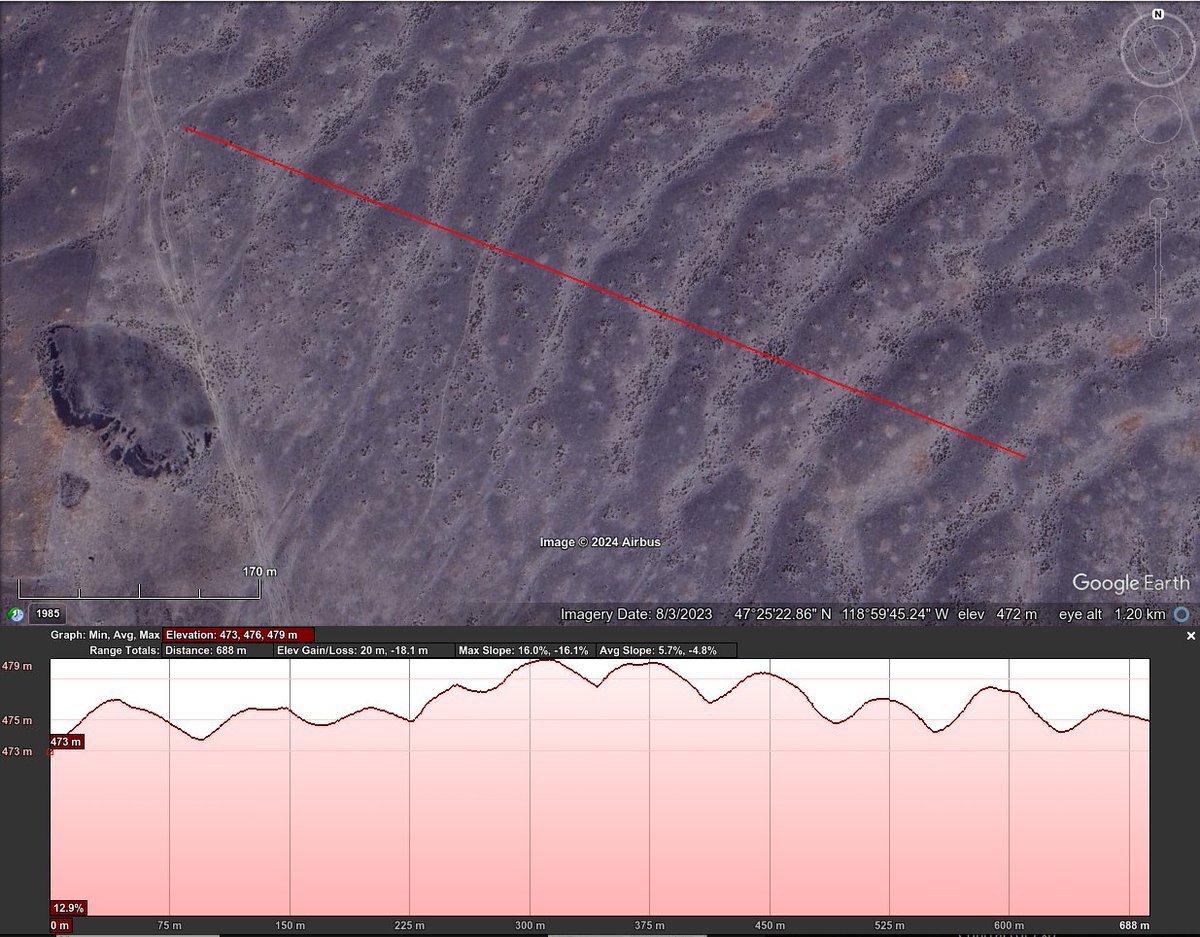 N
170 m
Image © 2024 Airbus
Google Earth
1985
Imagery Date: 8/3/2023 47°25'22.86" N 118°59'45.24" W elev 472 m eye alt 1.20 km
Graph: Min, Avg, Max Elevation: 473, 476, 479 m
Range Totals: Distance: 688 m Elev Gain/Loss: 20 m, -18.1 m Max Slope: 16.0%, -16.1% Avg Slope: 5.7%, -4.8%
479 m
475 m
473 m
473 m
12.9%
0 m 75 m 150 m 225 m 300 m 375 m 450 m 525 m 600 m 688 m